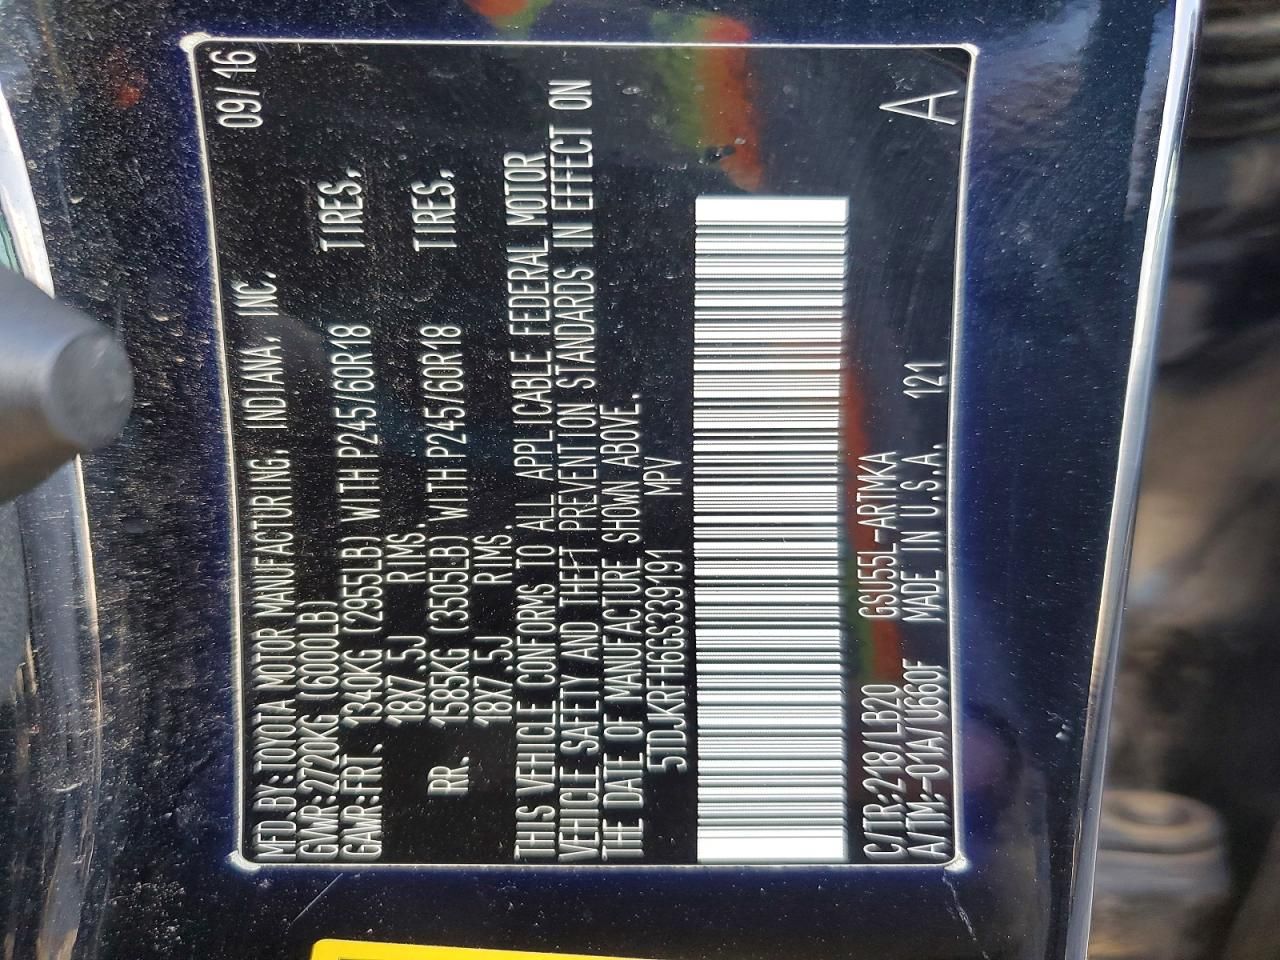 MFD.BY:TOYOTA MOTOR MANUFACTURING, INDIANA, INC. 09/16
GVWR:2720KG (6000LB)
GAWR:FRT. 1340KG (2955LB) WITH P245/60R18 TIRES,
18X7.5J RIMS.
RR. 1585KG (3505LB) WITH P245/60R18 TIRES,
18X7.5J RIMS.
THIS VEHICLE CONFORMS TO ALL APPLICABLE FEDERAL MOTOR
VEHICLE SAFETY AND THEFT PREVENTION STANDARDS IN EFFECT ON
THE DATE OF MANUFACTURE SHOWN ABOVE.
5TDJKRFH6GS339191 MPV
C/TR:218/LB20 GSU55L-ARTMKA
A/TM:-01A/U660F MADE IN U.S.A. 121 A